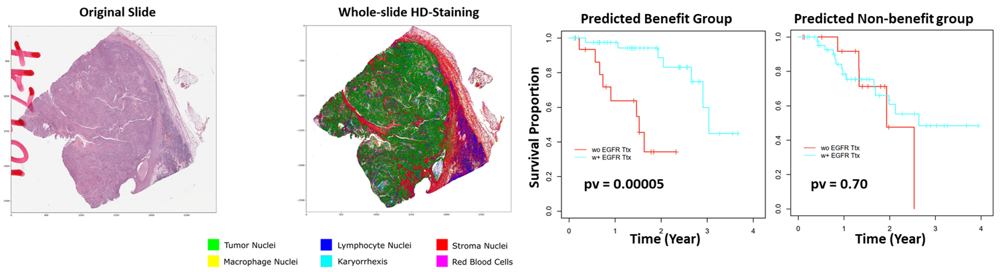 Original Slide
Whole-slide HD-Staining
Predicted Benefit Group
Predicted Non-benefit group
Survival Proportion
1.0
0.8
0.6
0.4
0.2
0.0
wo EGFR Ttx
w+ EGFR Ttx
pv = 0.00005
0 1 2 3 4
Time (Year)
1.0
0.8
0.6
0.4
0.2
0.0
wo EGFR Ttx
w+ EGFR Ttx
pv = 0.70
0 1 2 3 4
Time (Year)
Tumor Nuclei
Lymphocyte Nuclei
Stroma Nuclei
Macrophage Nuclei
Karyorrhexis
Red Blood Cells